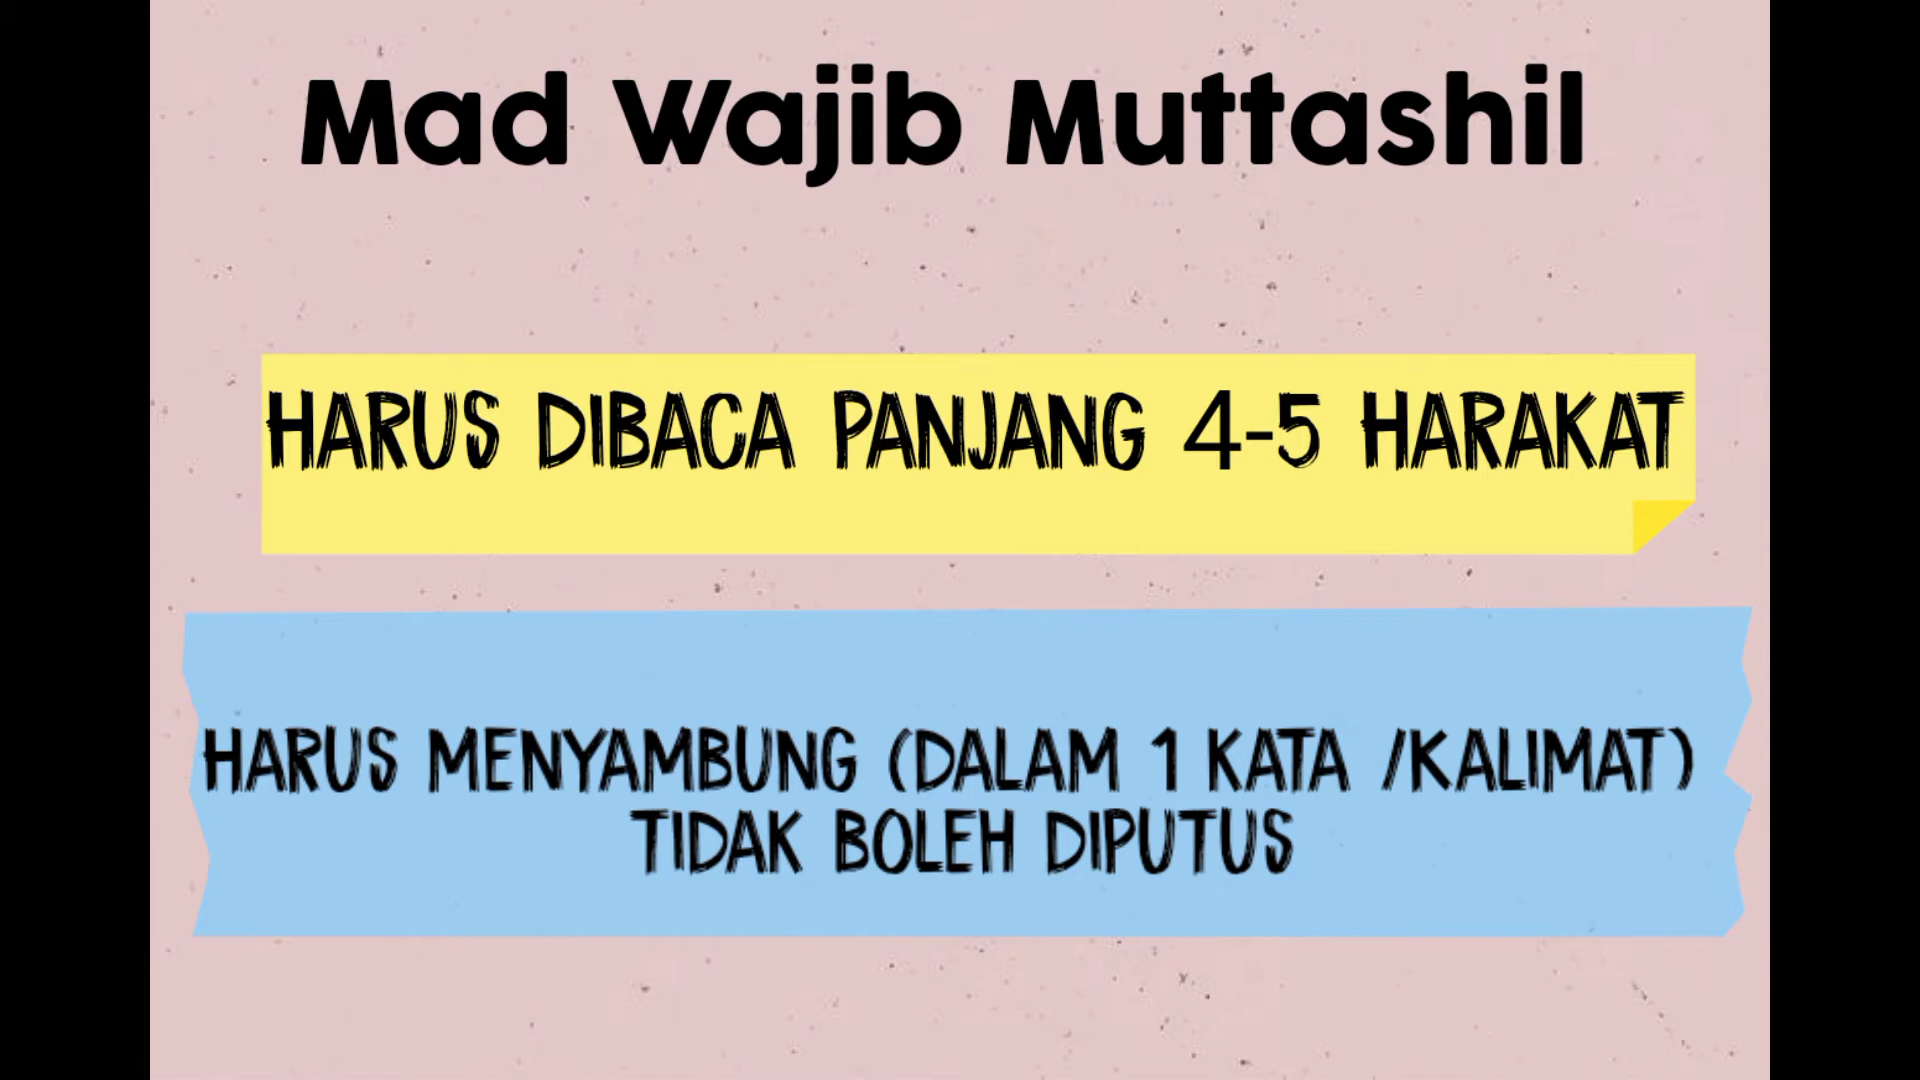 Mad Wajib Muttashil
HARUS DIBACA PANJANG 4-5 HARAKAT
HARUS MENYAMBUNG (DALAM 1 KATA /KALIMAT)
TIDAK BOLEH DIPUTUS